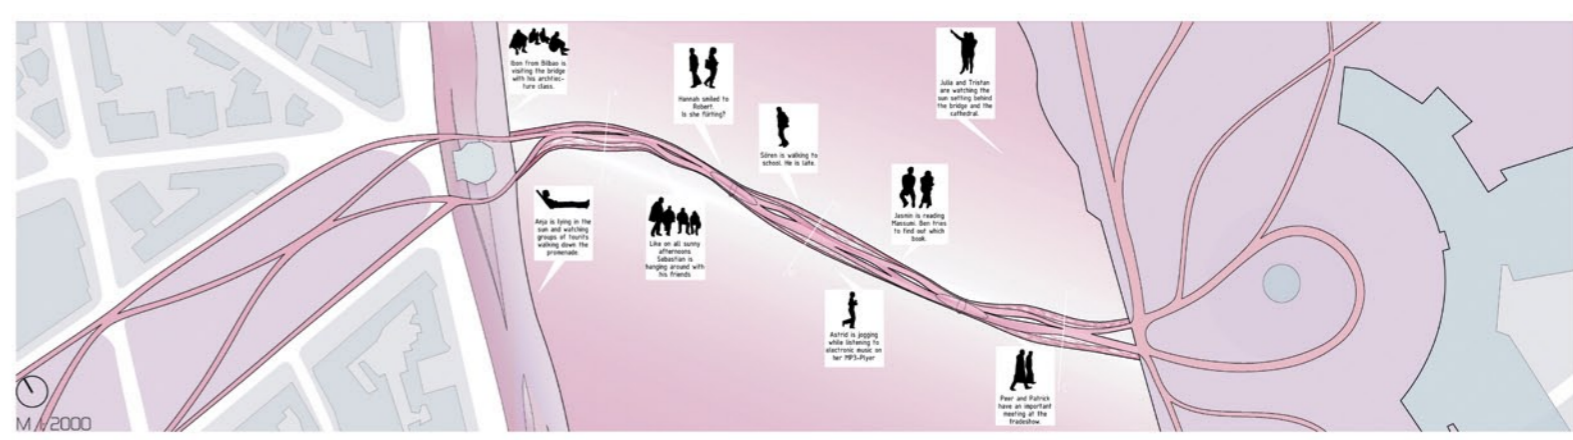 Ibon from Bilbao is
visiting the bridge
with his archtiec-
ture class.
Hannah smiled to
Robert.
Is she flirting?
Sören is walking to
school. He is late.
Julia and Tristan
are watching the
sun setting behind
the bridge and the
cathedral.
Anja is lying in the
sun and watching
groups of tourits
walking down the
promenade.
Like on all sunny
afternoons
Sebastian is
hanging around with
his friends
Jasmin is reading
Massumi. Ben tries
to find out which
book.
Astrid is jogging
while listening to
electronic music on
her MP3-Plyer
Peer and Patrick
have an important
meeting at the
tradeshow.
M 1/2000